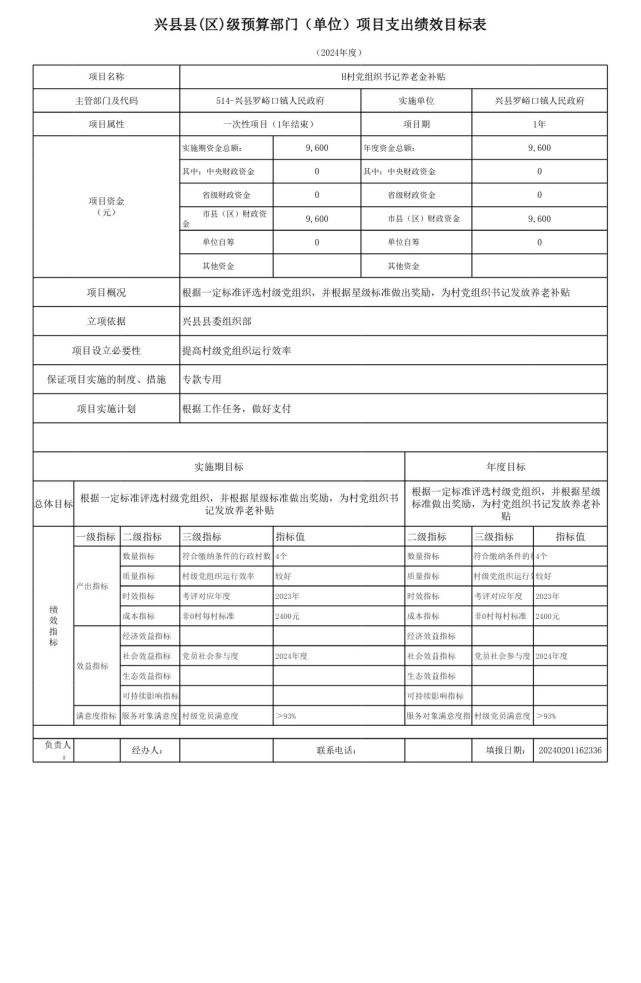 兴县县(区)级预算部门（单位）项目支出绩效目标表
（2024年度）
项目名称 H村党组织书记养老金补贴
主管部门及代码 514-兴县罗峪口镇人民政府 实施单位 兴县罗峪口镇人民政府
项目属性 一次性项目（1年结束） 项目期 1年
项目资金（元） 实施期资金总额： 9,600 年度资金总额： 9,600
其中：中央财政资金 0 其中：中央财政资金 0
省级财政资金 0 省级财政资金 0
市县（区）财政资金 9,600 市县（区）财政资金 9,600
单位自筹 0 单位自筹 0
其他资金 其他资金
项目概况 根据一定标准评选村级党组织，并根据星级标准做出奖励，为村党组织书记发放养老补贴
立项依据 兴县县委组织部
项目设立必要性 提高村级党组织运行效率
保证项目实施的制度、措施 专款专用
项目实施计划 根据工作任务，做好支付
实施期目标 年度目标
总体目标 根据一定标准评选村级党组织，并根据星级标准做出奖励，为村党组织书记发放养老补贴 根据一定标准评选村级党组织，并根据星级标准做出奖励，为村党组织书记发放养老补贴
绩效指标 一级指标 二级指标 三级指标 指标值 二级指标 三级指标 指标值
产出指标 数量指标 符合缴纳条件的行政村数 4个 数量指标 符合缴纳条件的 4个
质量指标 村级党组织运行效率 较好 质量指标 村级党组织运行 较好
时效指标 考评对应年度 2023年 时效指标 考评对应年度 2023年
成本指标 非0村每村标准 2400元 成本指标 非0村每村标准 2400元
效益指标 经济效益指标 经济效益指标
社会效益指标 党员社会参与度 2024年度 社会效益指标 党员社会参与度 2024年度
生态效益指标 生态效益指标
可持续影响指标 可持续影响指标
满意度指标 服务对象满意度 村级党员满意度 ＞93% 服务对象满意度指 村级党员满意度 ＞93%
负责人： 经办人： 联系电话： 填报日期： 20240201162336